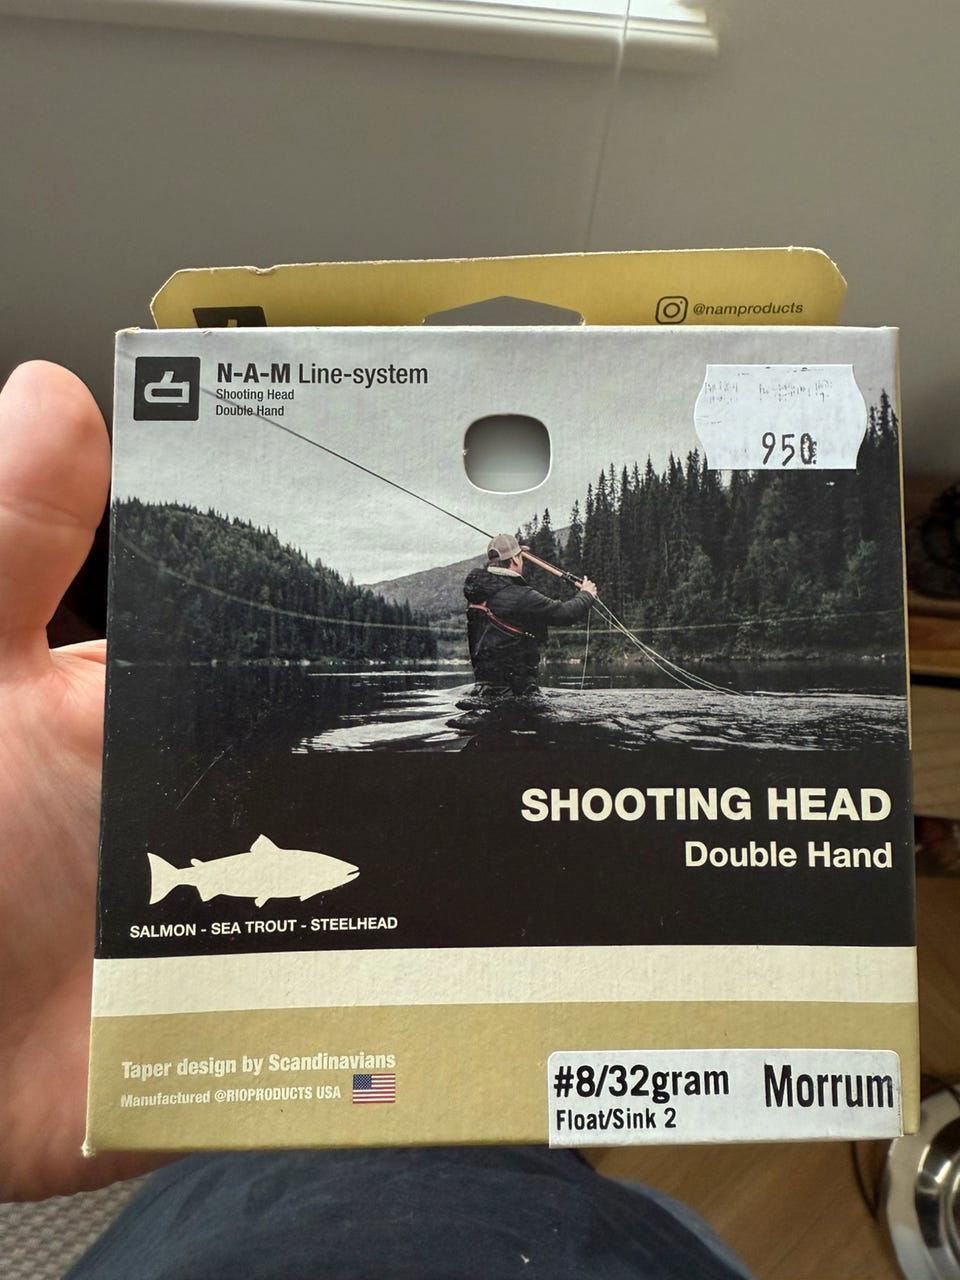 @namproducts
N-A-M Line-system
Shooting Head
Double Hand
950:
SHOOTING HEAD
Double Hand
SALMON - SEA TROUT - STEELHEAD
Taper design by Scandinavians
Manufactured @RIOPRODUCTS USA
#8/32gram Morrum
Float/Sink 2